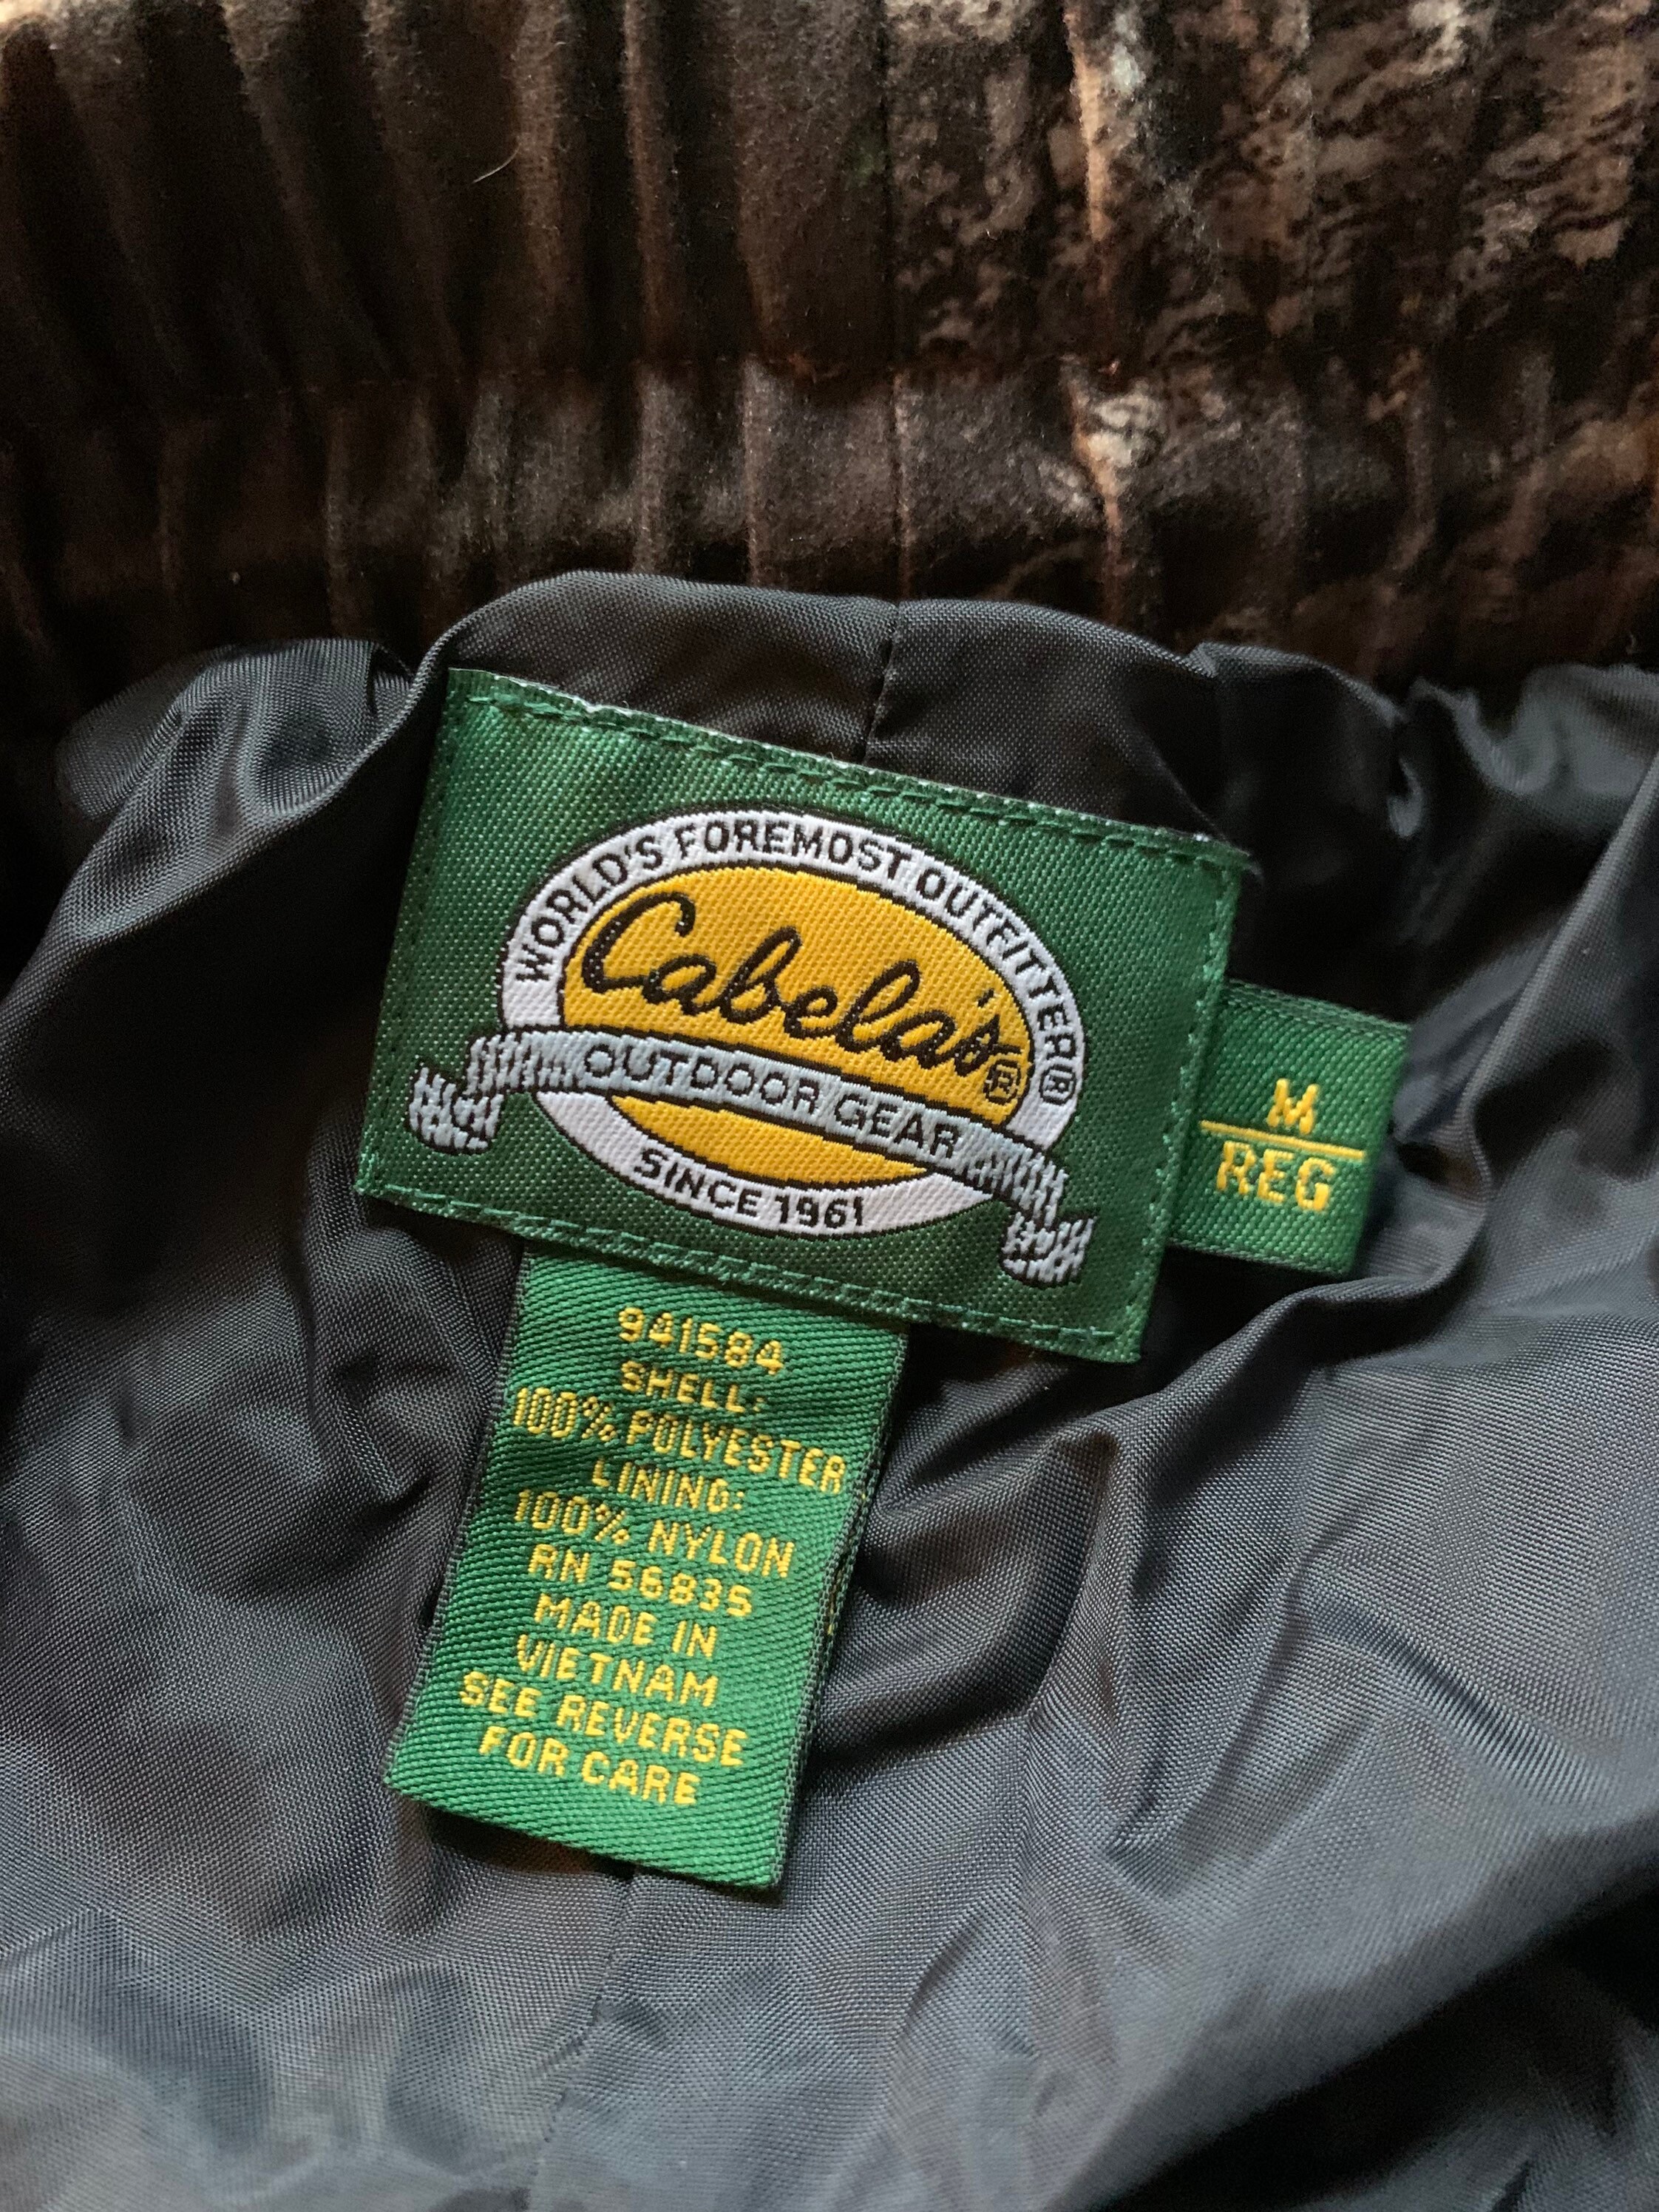 WORLD'S FOREMOST OUTFITTER®
Cabela's®
OUTDOOR GEAR
SINCE 1961
M
REG
941584
SHELL:
100% POLYESTER
LINING:
100% NYLON
RN 56835
MADE IN
VIETNAM
SEE REVERSE
FOR CARE